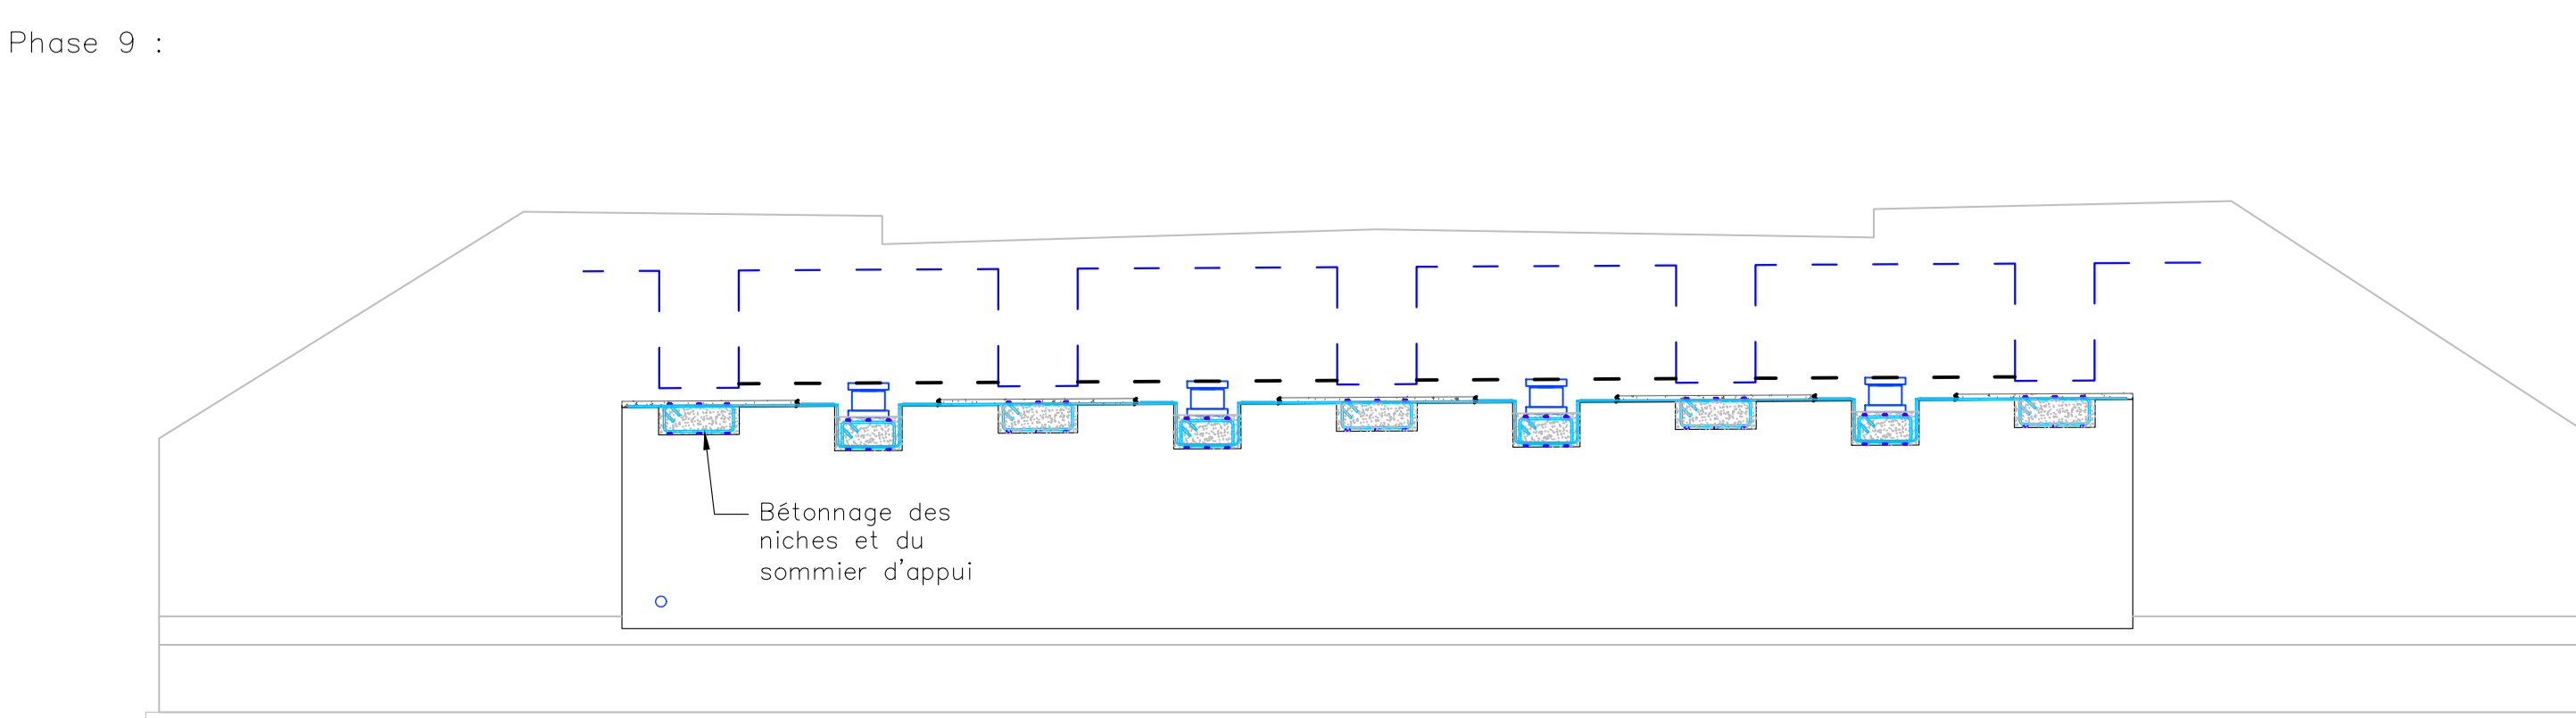 Phase 9 :
Bétonnage des
niches et du
sommier d'appui